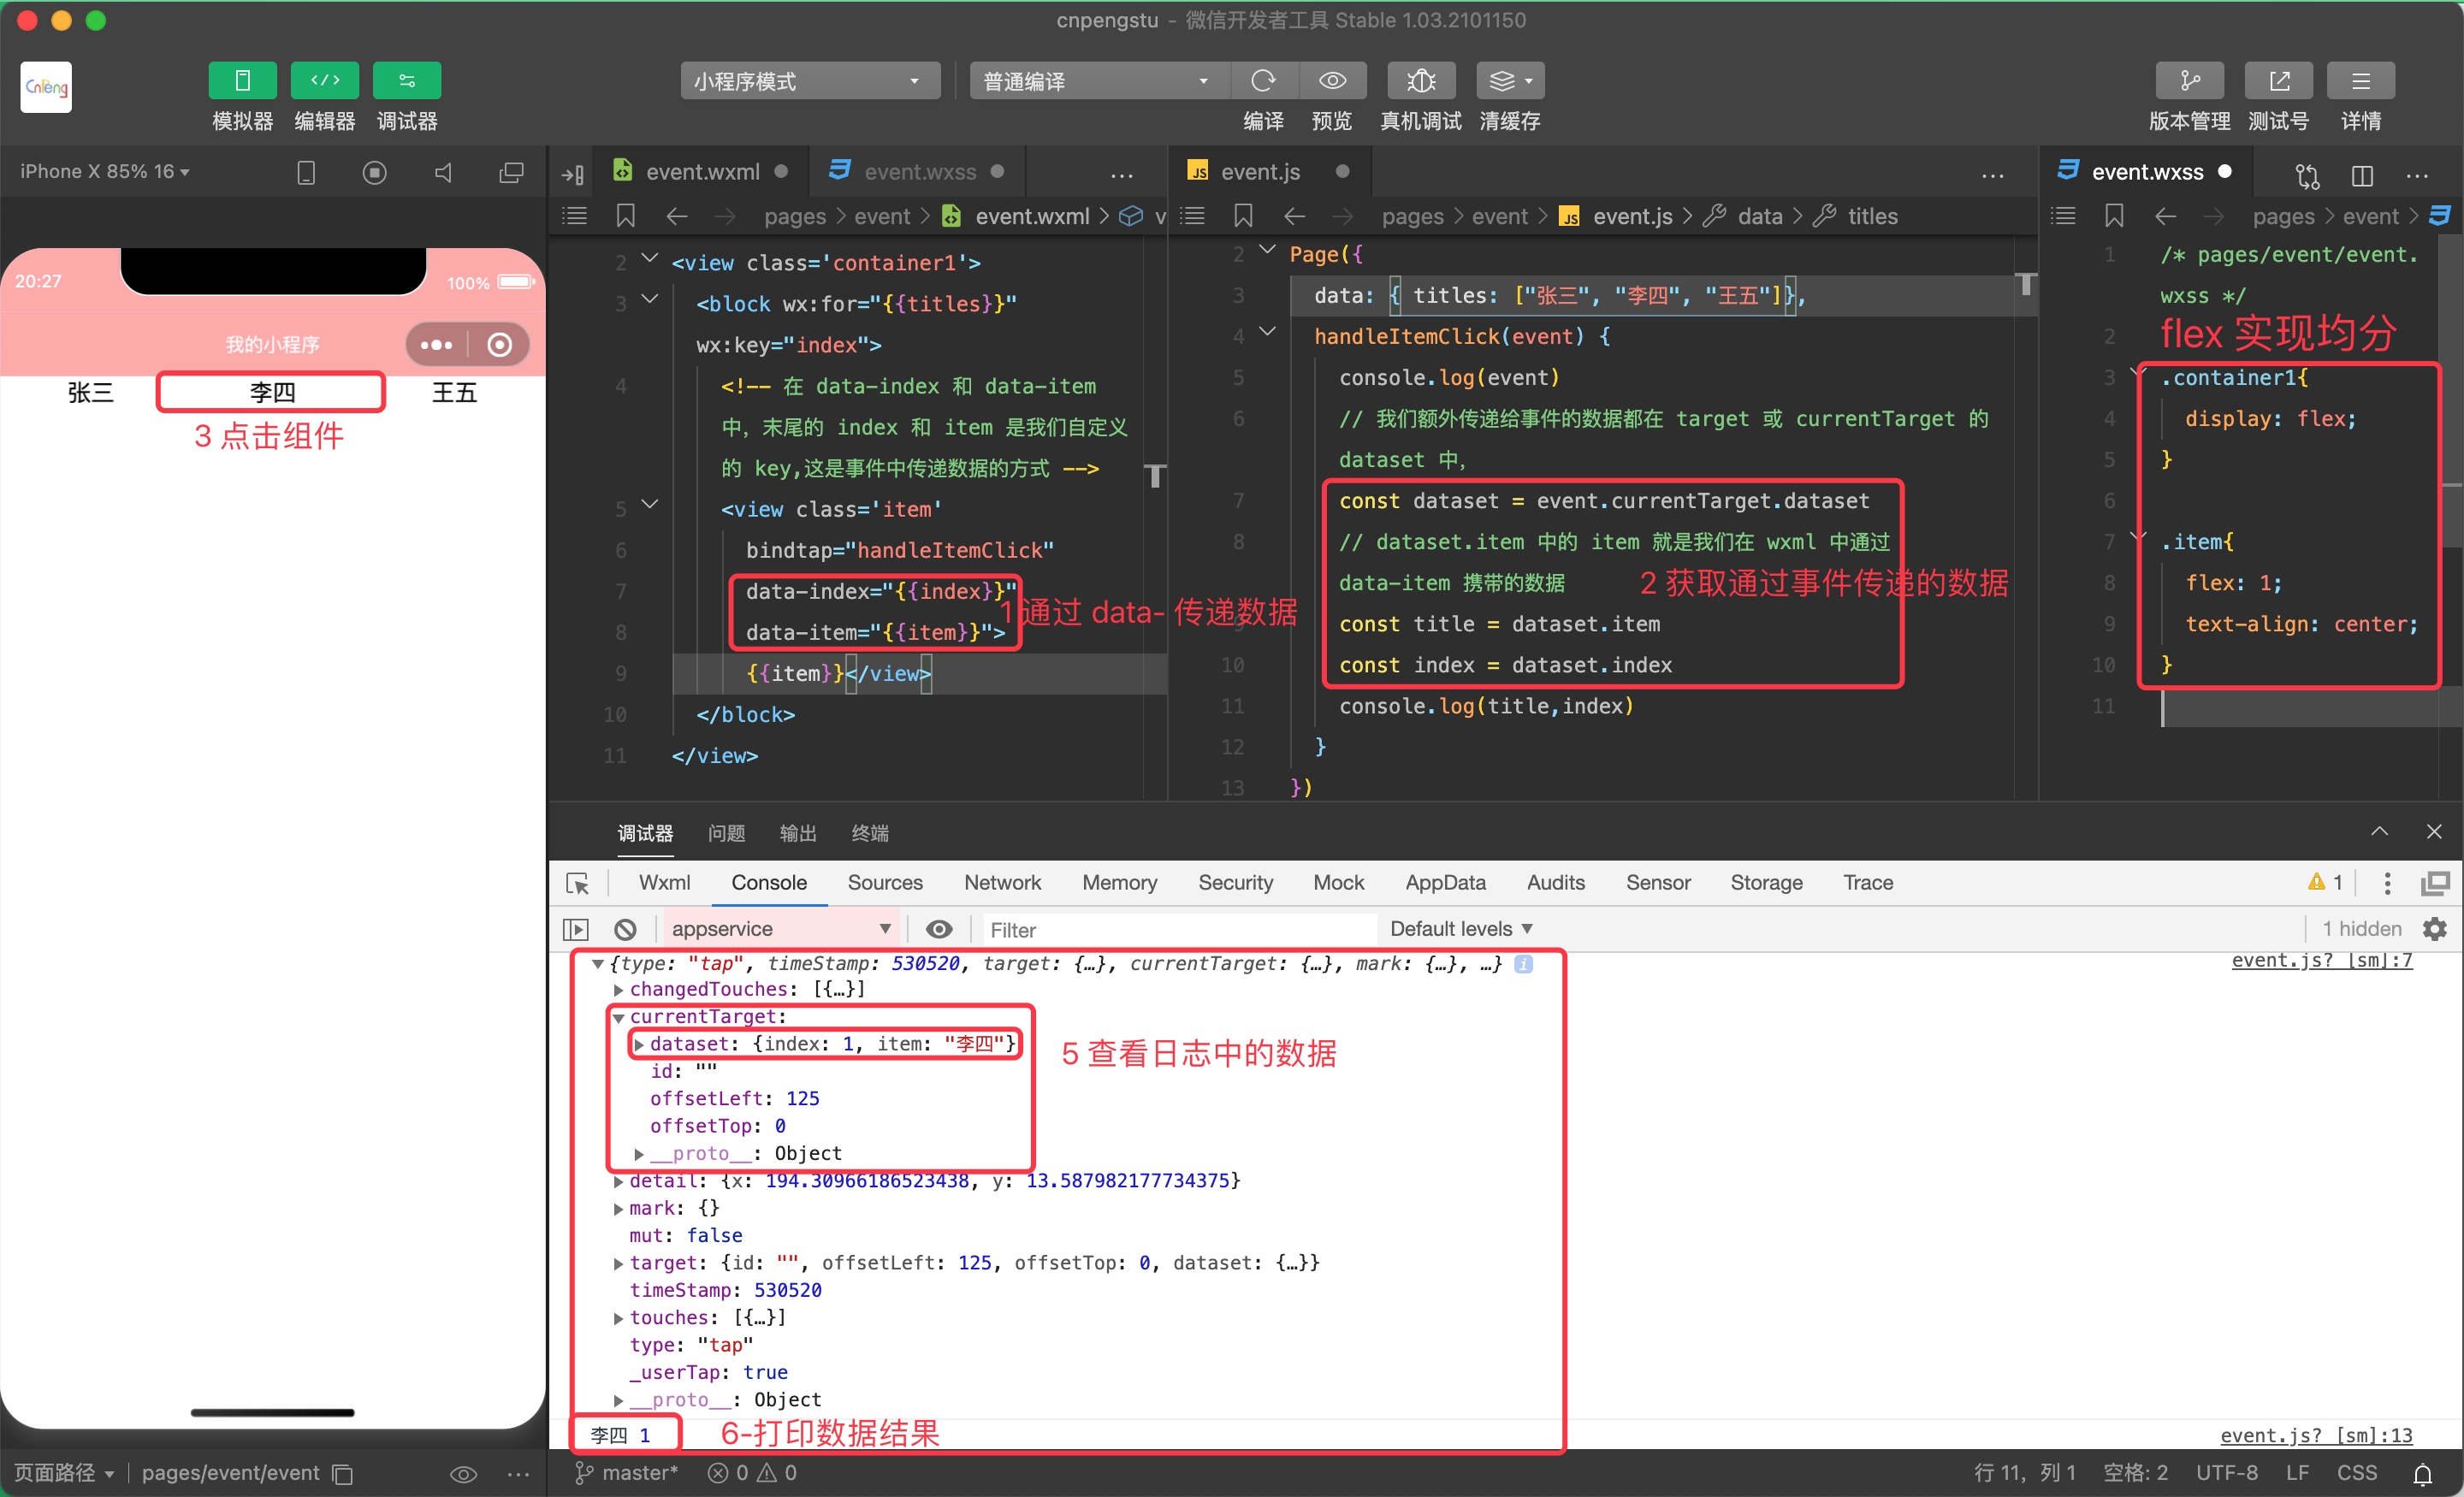 cnpengstu – 微信开发者工具 Stable 1.03.2101150
CnPeng
模拟器 编辑器 调试器
小程序模式 普通编译
编译 预览 真机调试 清缓存
版本管理 测试号 详情
iPhone X 85% 16
20:27
100%
我的小程序
张三 李四 王五
3 点击组件
页面路径 pages/event/event
event.wxml
event.wxss
pages > event > event.wxml > v
2 <view class='container1'>
3 <block wx:for="{{titles}}"
wx:key="index">
4 <!-- 在 data-index 和 data-item
中，末尾的 index 和 item 是我们自定义
的 key,这是事件中传递数据的方式 -->
5 <view class='item'
6 bindtap="handleItemClick"
7 data-index="{{index}}"
8 data-item="{{item}}">
9 {{item}}</view>
10 </block>
11 </view>
1 通过 data- 传递数据
event.js
pages > event > event.js > data > titles
2 Page({
3 data: { titles: ["张三", "李四", "王五"]},
4 handleItemClick(event) {
5 console.log(event)
6 // 我们额外传递给事件的数据都在 target 或 currentTarget 的
dataset 中，
7 const dataset = event.currentTarget.dataset
8 // dataset.item 中的 item 就是我们在 wxml 中通过
data-item 携带的数据
9 const title = dataset.item
10 const index = dataset.index
11 console.log(title,index)
12 }
13 })
2 获取通过事件传递的数据
event.wxss
pages > event >
1 /* pages/event/event.
wxss */
2
flex 实现均分
3 .container1{
4 display: flex;
5 }
6
7 .item{
8 flex: 1;
9 text-align: center;
10 }
11
调试器 问题 输出 终端
Wxml Console Sources Network Memory Security Mock AppData Audits Sensor Storage Trace 1
appservice Filter Default levels 1 hidden
{type: "tap", timeStamp: 530520, target: {…}, currentTarget: {…}, mark: {…}, …} event.js? [sm]:7
changedTouches: [{…}]
currentTarget:
dataset: {index: 1, item: "李四"}
5 查看日志中的数据
id: ""
offsetLeft: 125
offsetTop: 0
__proto__: Object
detail: {x: 194.30966186523438, y: 13.587982177734375}
mark: {}
mut: false
target: {id: "", offsetLeft: 125, offsetTop: 0, dataset: {…}}
timeStamp: 530520
touches: [{…}]
type: "tap"
_userTap: true
__proto__: Object
李四 1 event.js? [sm]:13
6-打印数据结果
master* 0 0
行 11，列 1 空格: 2 UTF-8 LF CSS